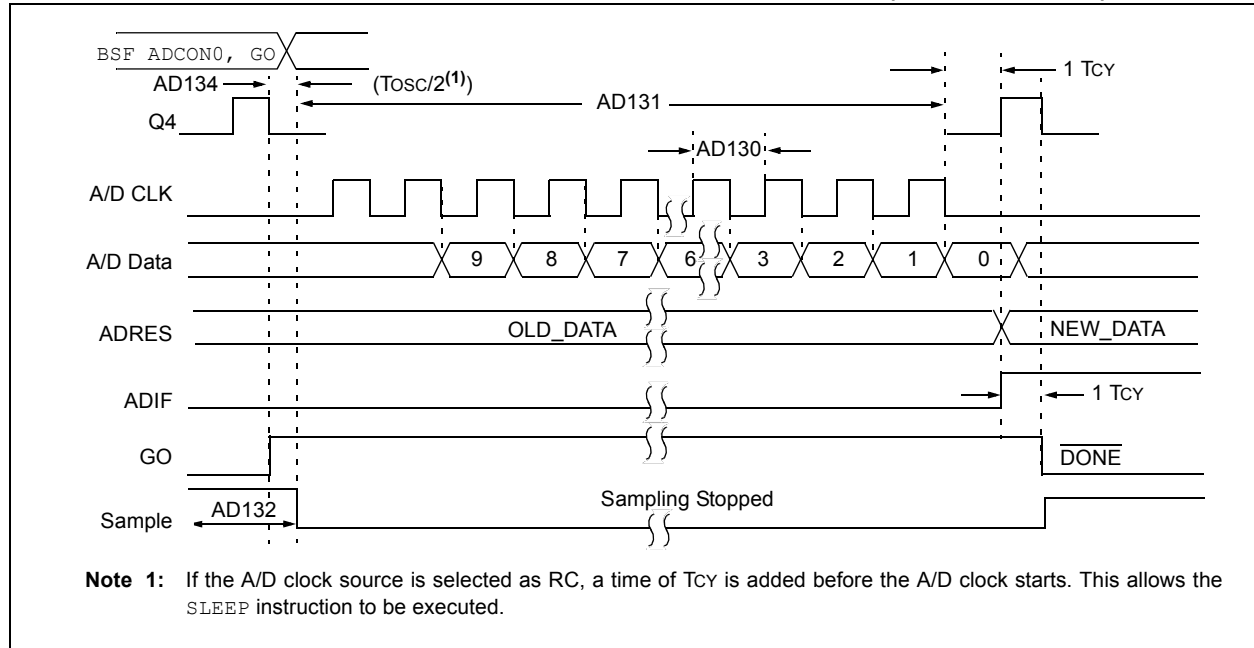 BSF ADCON0, GO
AD134 (TOSC/2(1)) 1 TCY
AD131
Q4
AD130
A/D CLK
A/D Data 9 8 7 6 3 2 1 0
ADRES OLD_DATA NEW_DATA
ADIF 1 TCY
GO DONE
Sampling Stopped
Sample AD132
Note 1: If the A/D clock source is selected as RC, a time of TCY is added before the A/D clock starts. This allows the
SLEEP instruction to be executed.